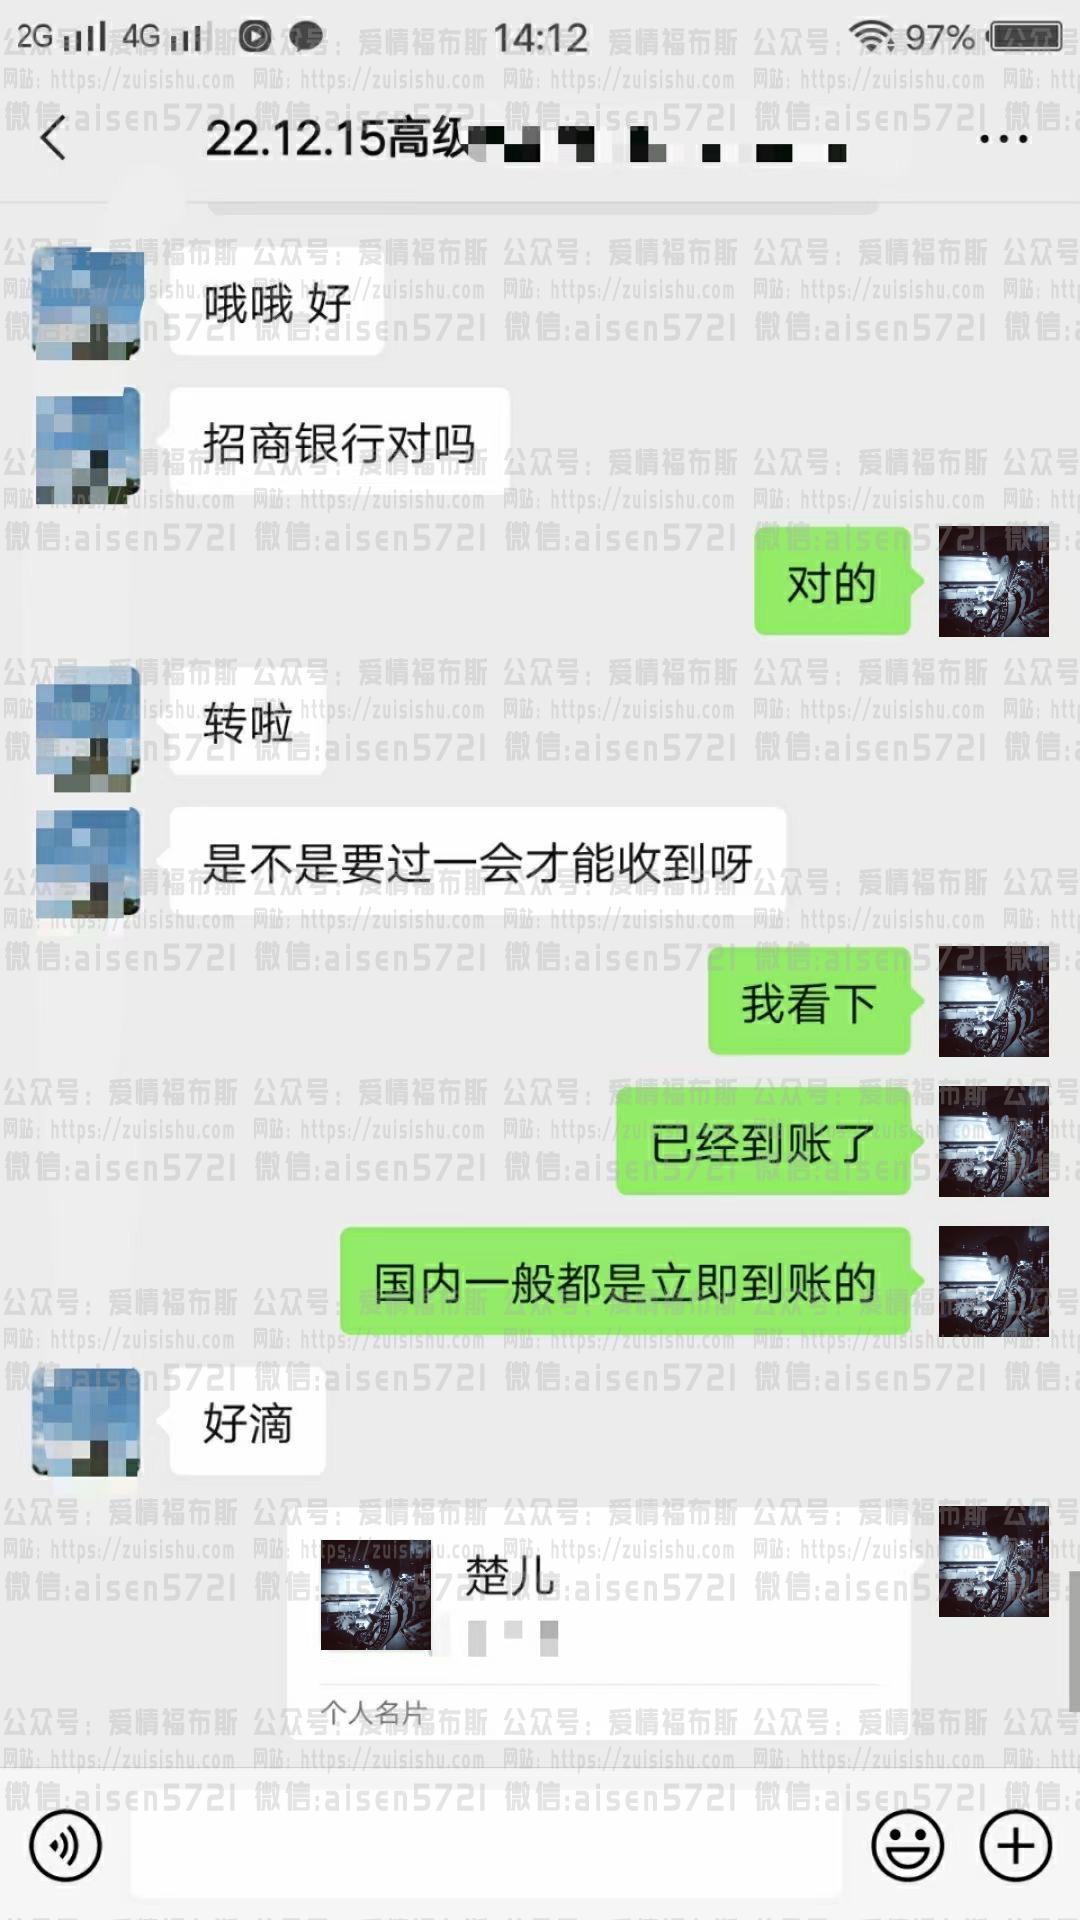 2G 4G 14:12 97%
22.12.15高级
哦哦 好
招商银行对吗
对的
转啦
是不是要过一会才能收到呀
我看下
已经到账了
国内一般都是立即到账的
好滴
楚儿
个人名片
公众号：爱情福布斯
网站：https://zuisishu.com
微信:aisen5721